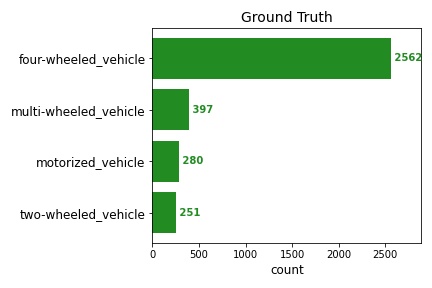 Ground Truth
four-wheeled_vehicle 2562
multi-wheeled_vehicle 397
motorized_vehicle 280
two-wheeled_vehicle 251
0 500 1000 1500 2000 2500
count